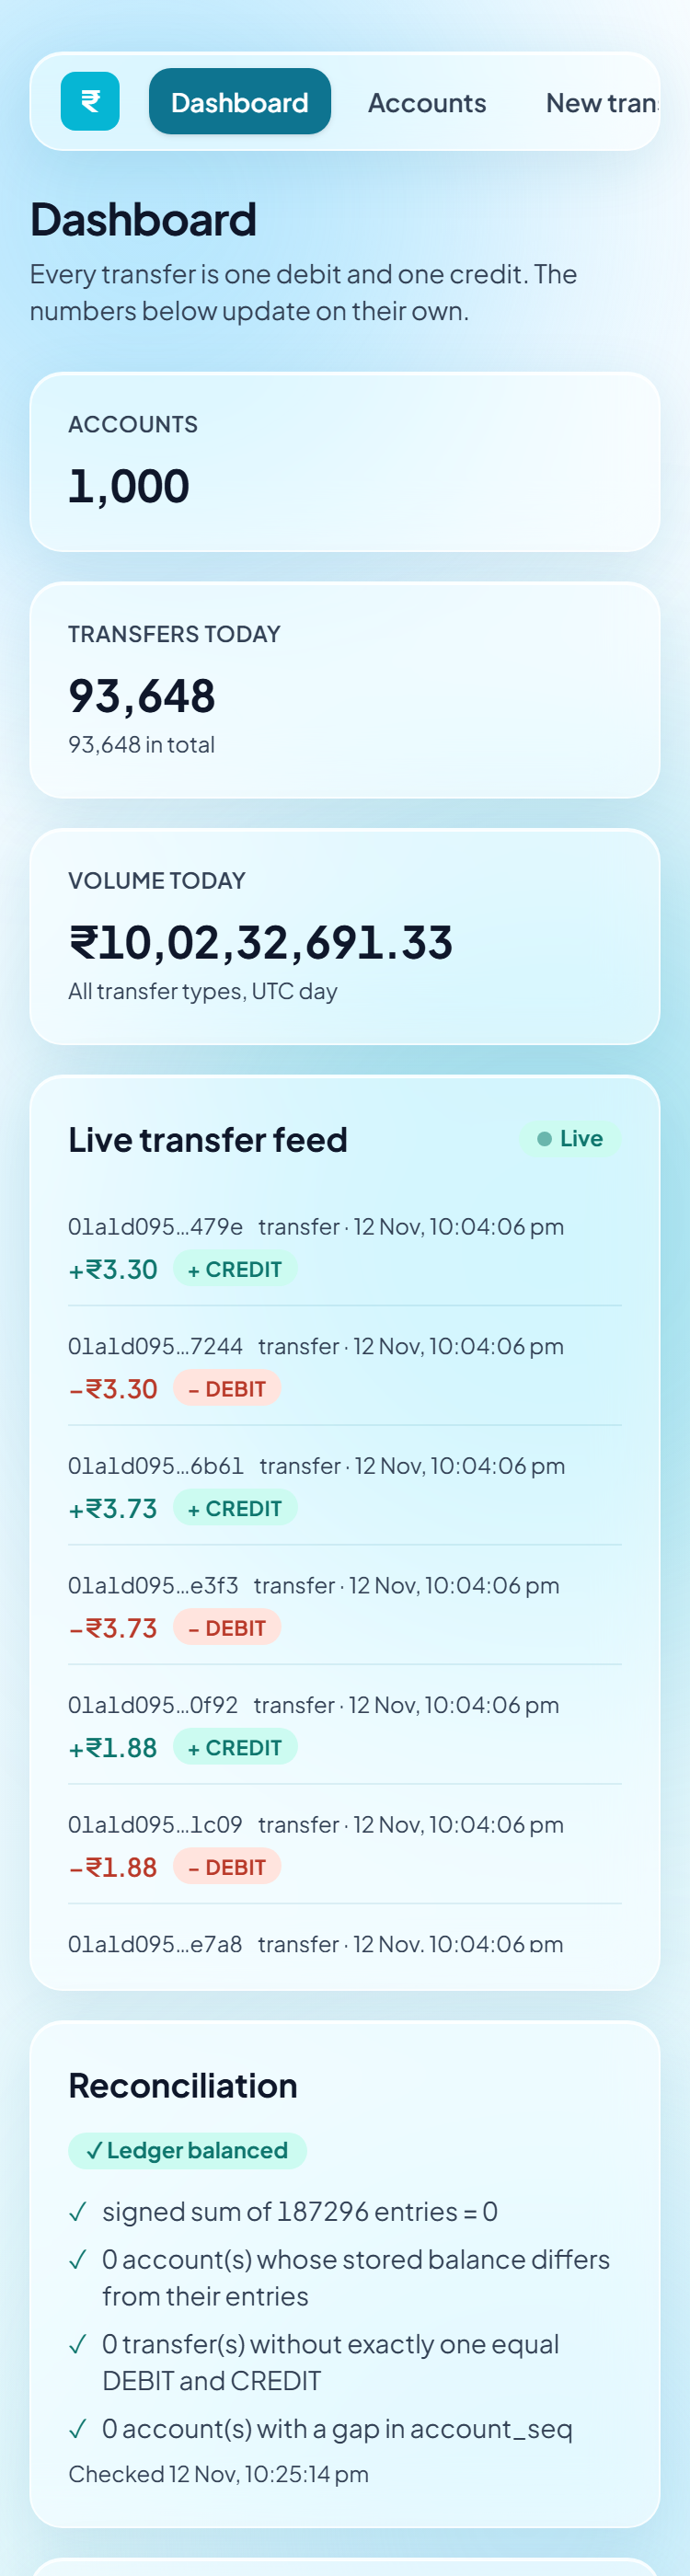 ₹ Dashboard Accounts New trans
Dashboard
Every transfer is one debit and one credit. The
numbers below update on their own.
ACCOUNTS
1,000
TRANSFERS TODAY
93,648
93,648 in total
VOLUME TODAY
₹10,02,32,691.33
All transfer types, UTC day
Live transfer feed Live
01a1d095…479e transfer · 12 Nov, 10:04:06 pm
+₹3.30 + CREDIT
01a1d095…7244 transfer · 12 Nov, 10:04:06 pm
−₹3.30 − DEBIT
01a1d095…6b61 transfer · 12 Nov, 10:04:06 pm
+₹3.73 + CREDIT
01a1d095…e3f3 transfer · 12 Nov, 10:04:06 pm
−₹3.73 − DEBIT
01a1d095…0f92 transfer · 12 Nov, 10:04:06 pm
+₹1.88 + CREDIT
01a1d095…1c09 transfer · 12 Nov, 10:04:06 pm
−₹1.88 − DEBIT
01a1d095…e7a8 transfer · 12 Nov, 10:04:06 pm
Reconciliation
✓ Ledger balanced
✓ signed sum of 187296 entries = 0
✓ 0 account(s) whose stored balance differs
from their entries
✓ 0 transfer(s) without exactly one equal
DEBIT and CREDIT
✓ 0 account(s) with a gap in account_seq
Checked 12 Nov, 10:25:14 pm